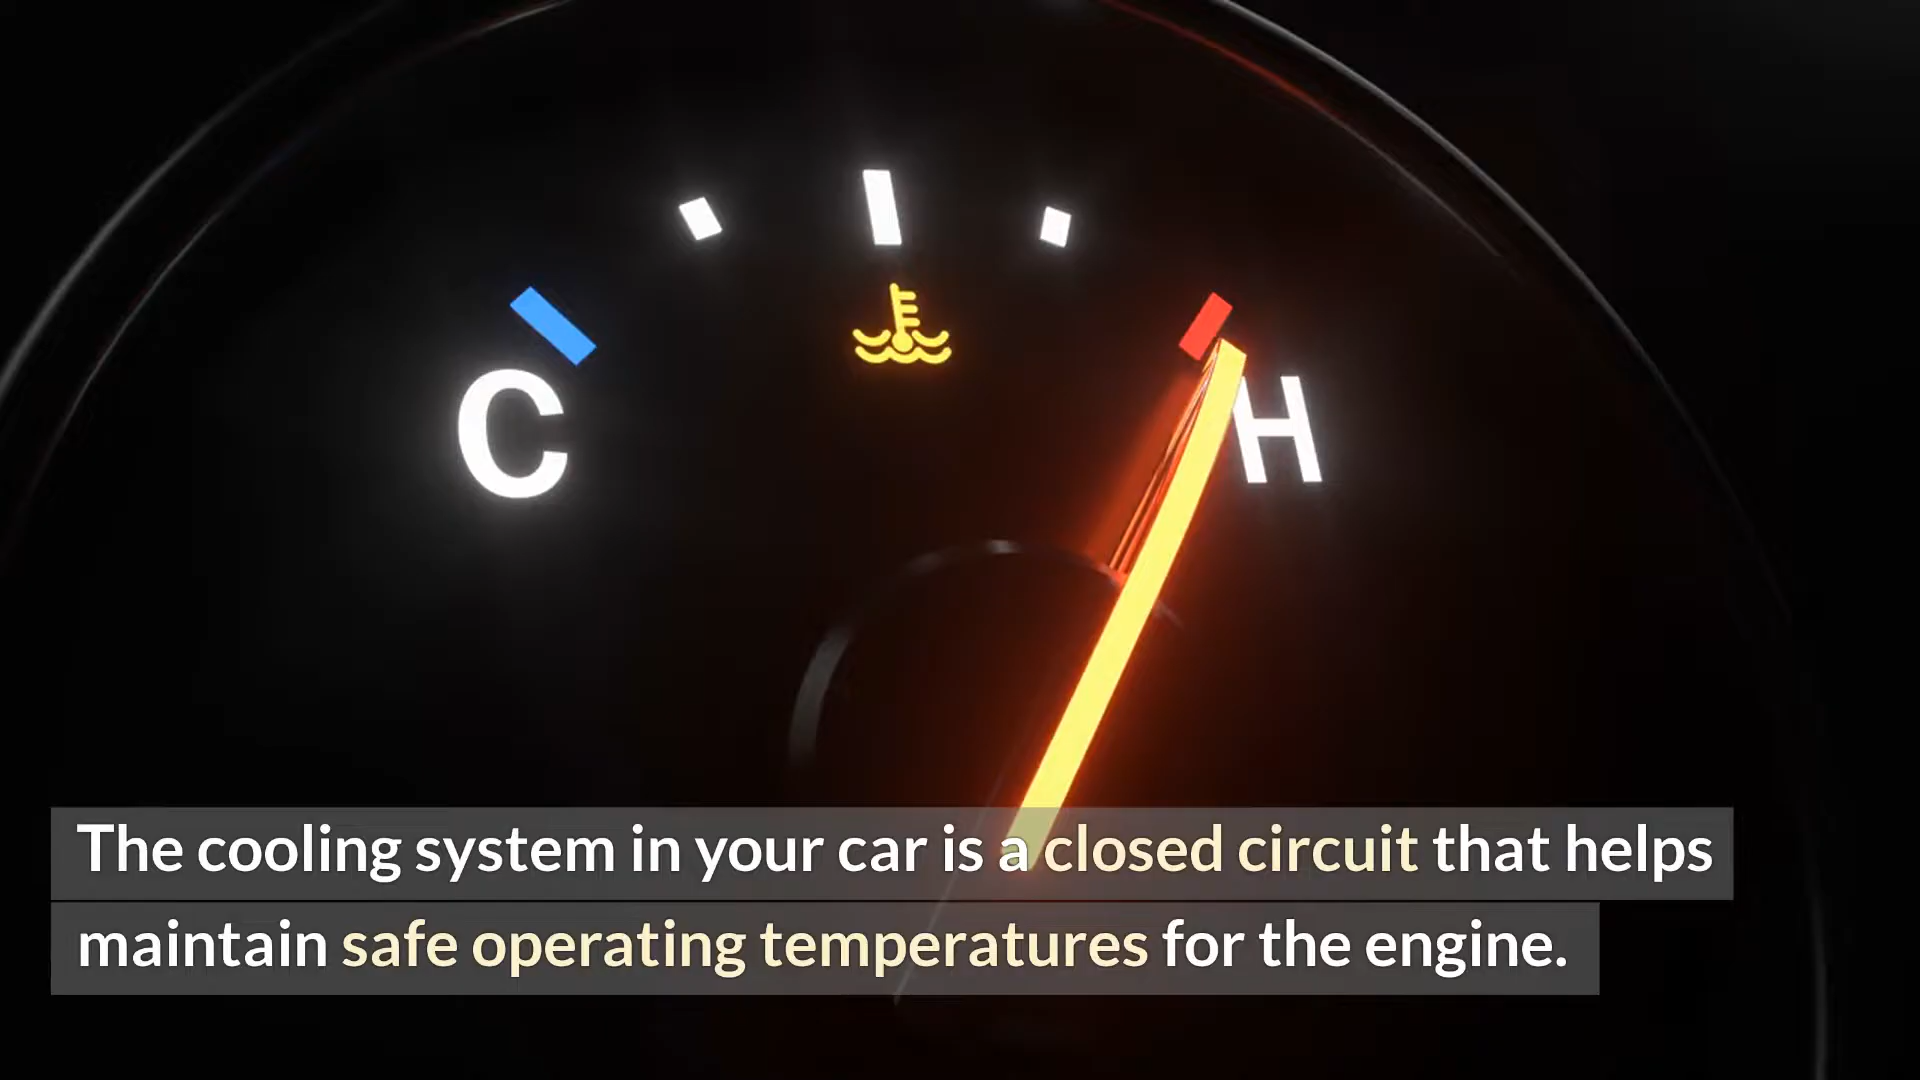 C
H
The cooling system in your car is a closed circuit that helps
maintain safe operating temperatures for the engine.